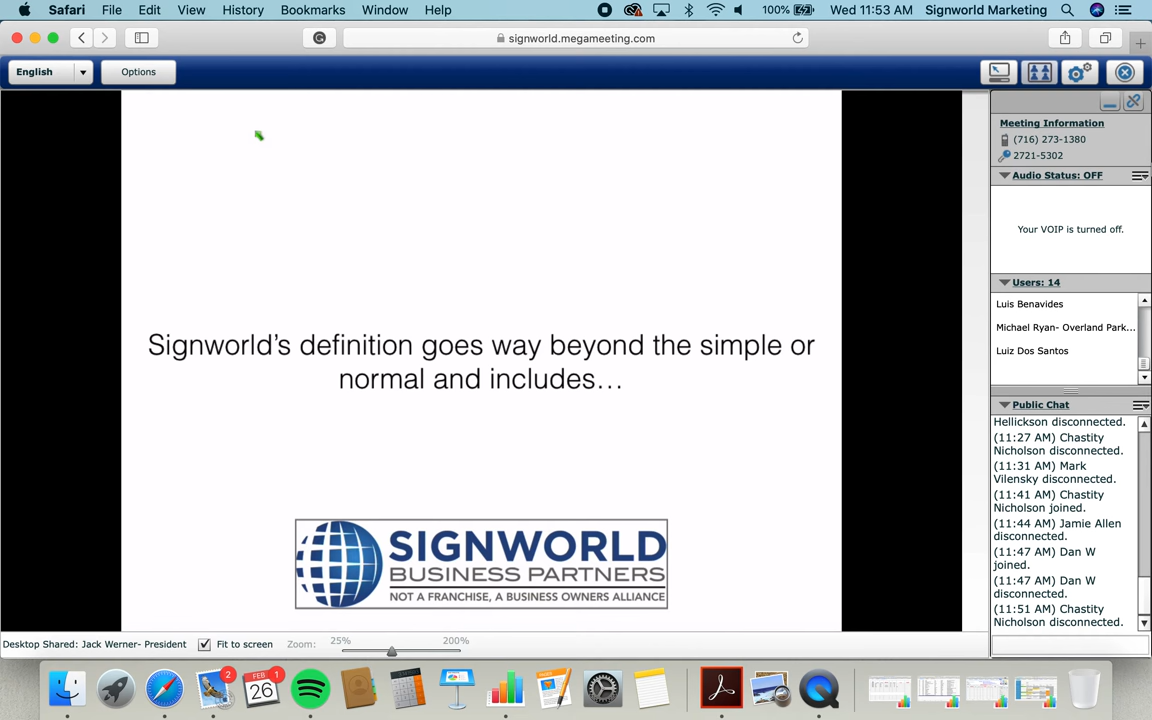 Safari File Edit View History Bookmarks Window Help 100% Wed 11:53 AM Signworld Marketing
signworld.megameeting.com
English Options
Meeting Information
(716) 273-1380
2721-5302
Audio Status: OFF
Your VOIP is turned off.
Users: 14
Luis Benavides
Michael Ryan- Overland Park...
Luiz Dos Santos
Public Chat
Hellickson disconnected.
(11:27 AM) Chastity
Nicholson disconnected.
(11:31 AM) Mark
Vilensky disconnected.
(11:41 AM) Chastity
Nicholson joined.
(11:44 AM) Jamie Allen
disconnected.
(11:47 AM) Dan W
joined.
(11:47 AM) Dan W
disconnected.
(11:51 AM) Chastity
Nicholson disconnected.
Signworld's definition goes way beyond the simple or
normal and includes...
SIGNWORLD
BUSINESS PARTNERS
NOT A FRANCHISE, A BUSINESS OWNERS ALLIANCE
Desktop Shared: Jack Werner- President Fit to screen Zoom: 25% 200%
2
FEB 1
26